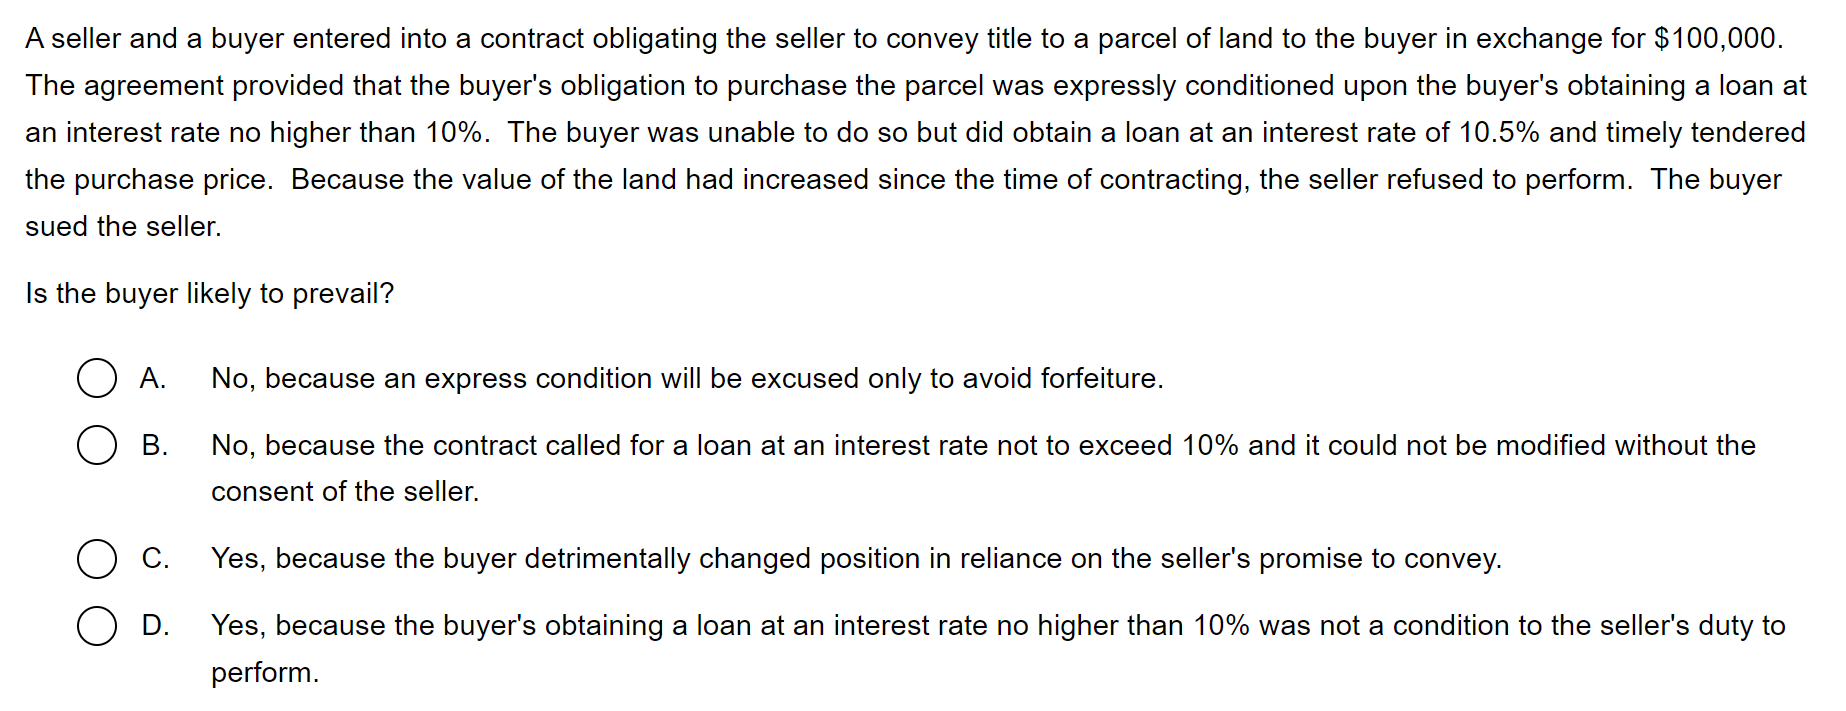 A seller and a buyer entered into a contract obligating the seller to convey title to a parcel of land to the buyer in exchange for $100,000.
The agreement provided that the buyer's obligation to purchase the parcel was expressly conditioned upon the buyer's obtaining a loan at
an interest rate no higher than 10%.  The buyer was unable to do so but did obtain a loan at an interest rate of 10.5% and timely tendered
the purchase price.  Because the value of the land had increased since the time of contracting, the seller refused to perform.  The buyer
sued the seller.
Is the buyer likely to prevail?
A. No, because an express condition will be excused only to avoid forfeiture.
B. No, because the contract called for a loan at an interest rate not to exceed 10% and it could not be modified without the
consent of the seller.
C. Yes, because the buyer detrimentally changed position in reliance on the seller's promise to convey.
D. Yes, because the buyer's obtaining a loan at an interest rate no higher than 10% was not a condition to the seller's duty to
perform.